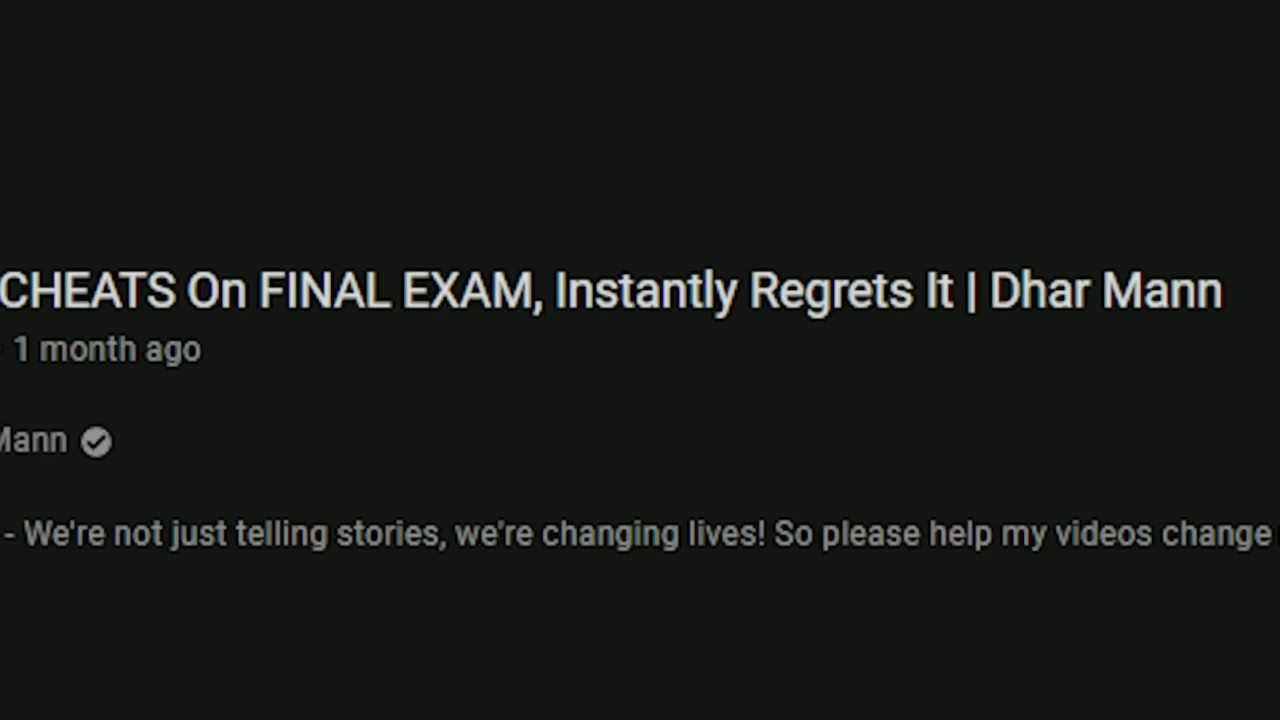 CHEATS On FINAL EXAM, Instantly Regrets It | Dhar Mann
1 month ago
Mann
- We're not just telling stories, we're changing lives! So please help my videos change